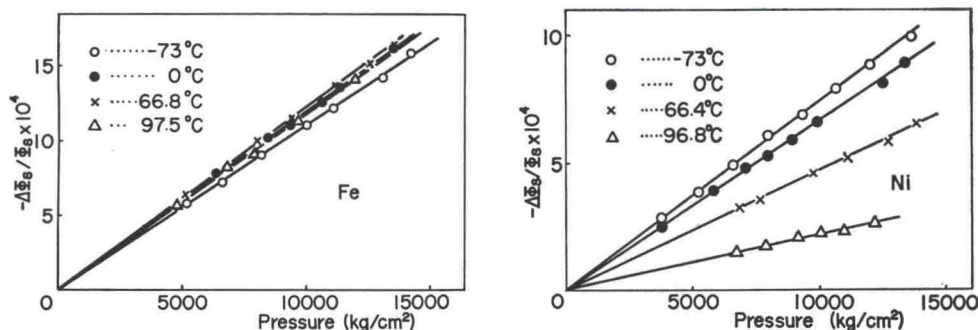 -ΔΦs/Φs×10⁴
15
10
5
0
○ ······· -73°C
● ······ 0°C
× ····· 66.8°C
△ ··· 97.5°C
Fe
5000
10000
15000
Pressure (kg/cm²)
-ΔΦs/Φs×10⁴
10
5
0
○ ······ -73°C
● ······ 0°C
× ····· 66.4°C
△ ····· 96.8°C
Ni
5000
10000
15000
Pressure (kg/cm²)